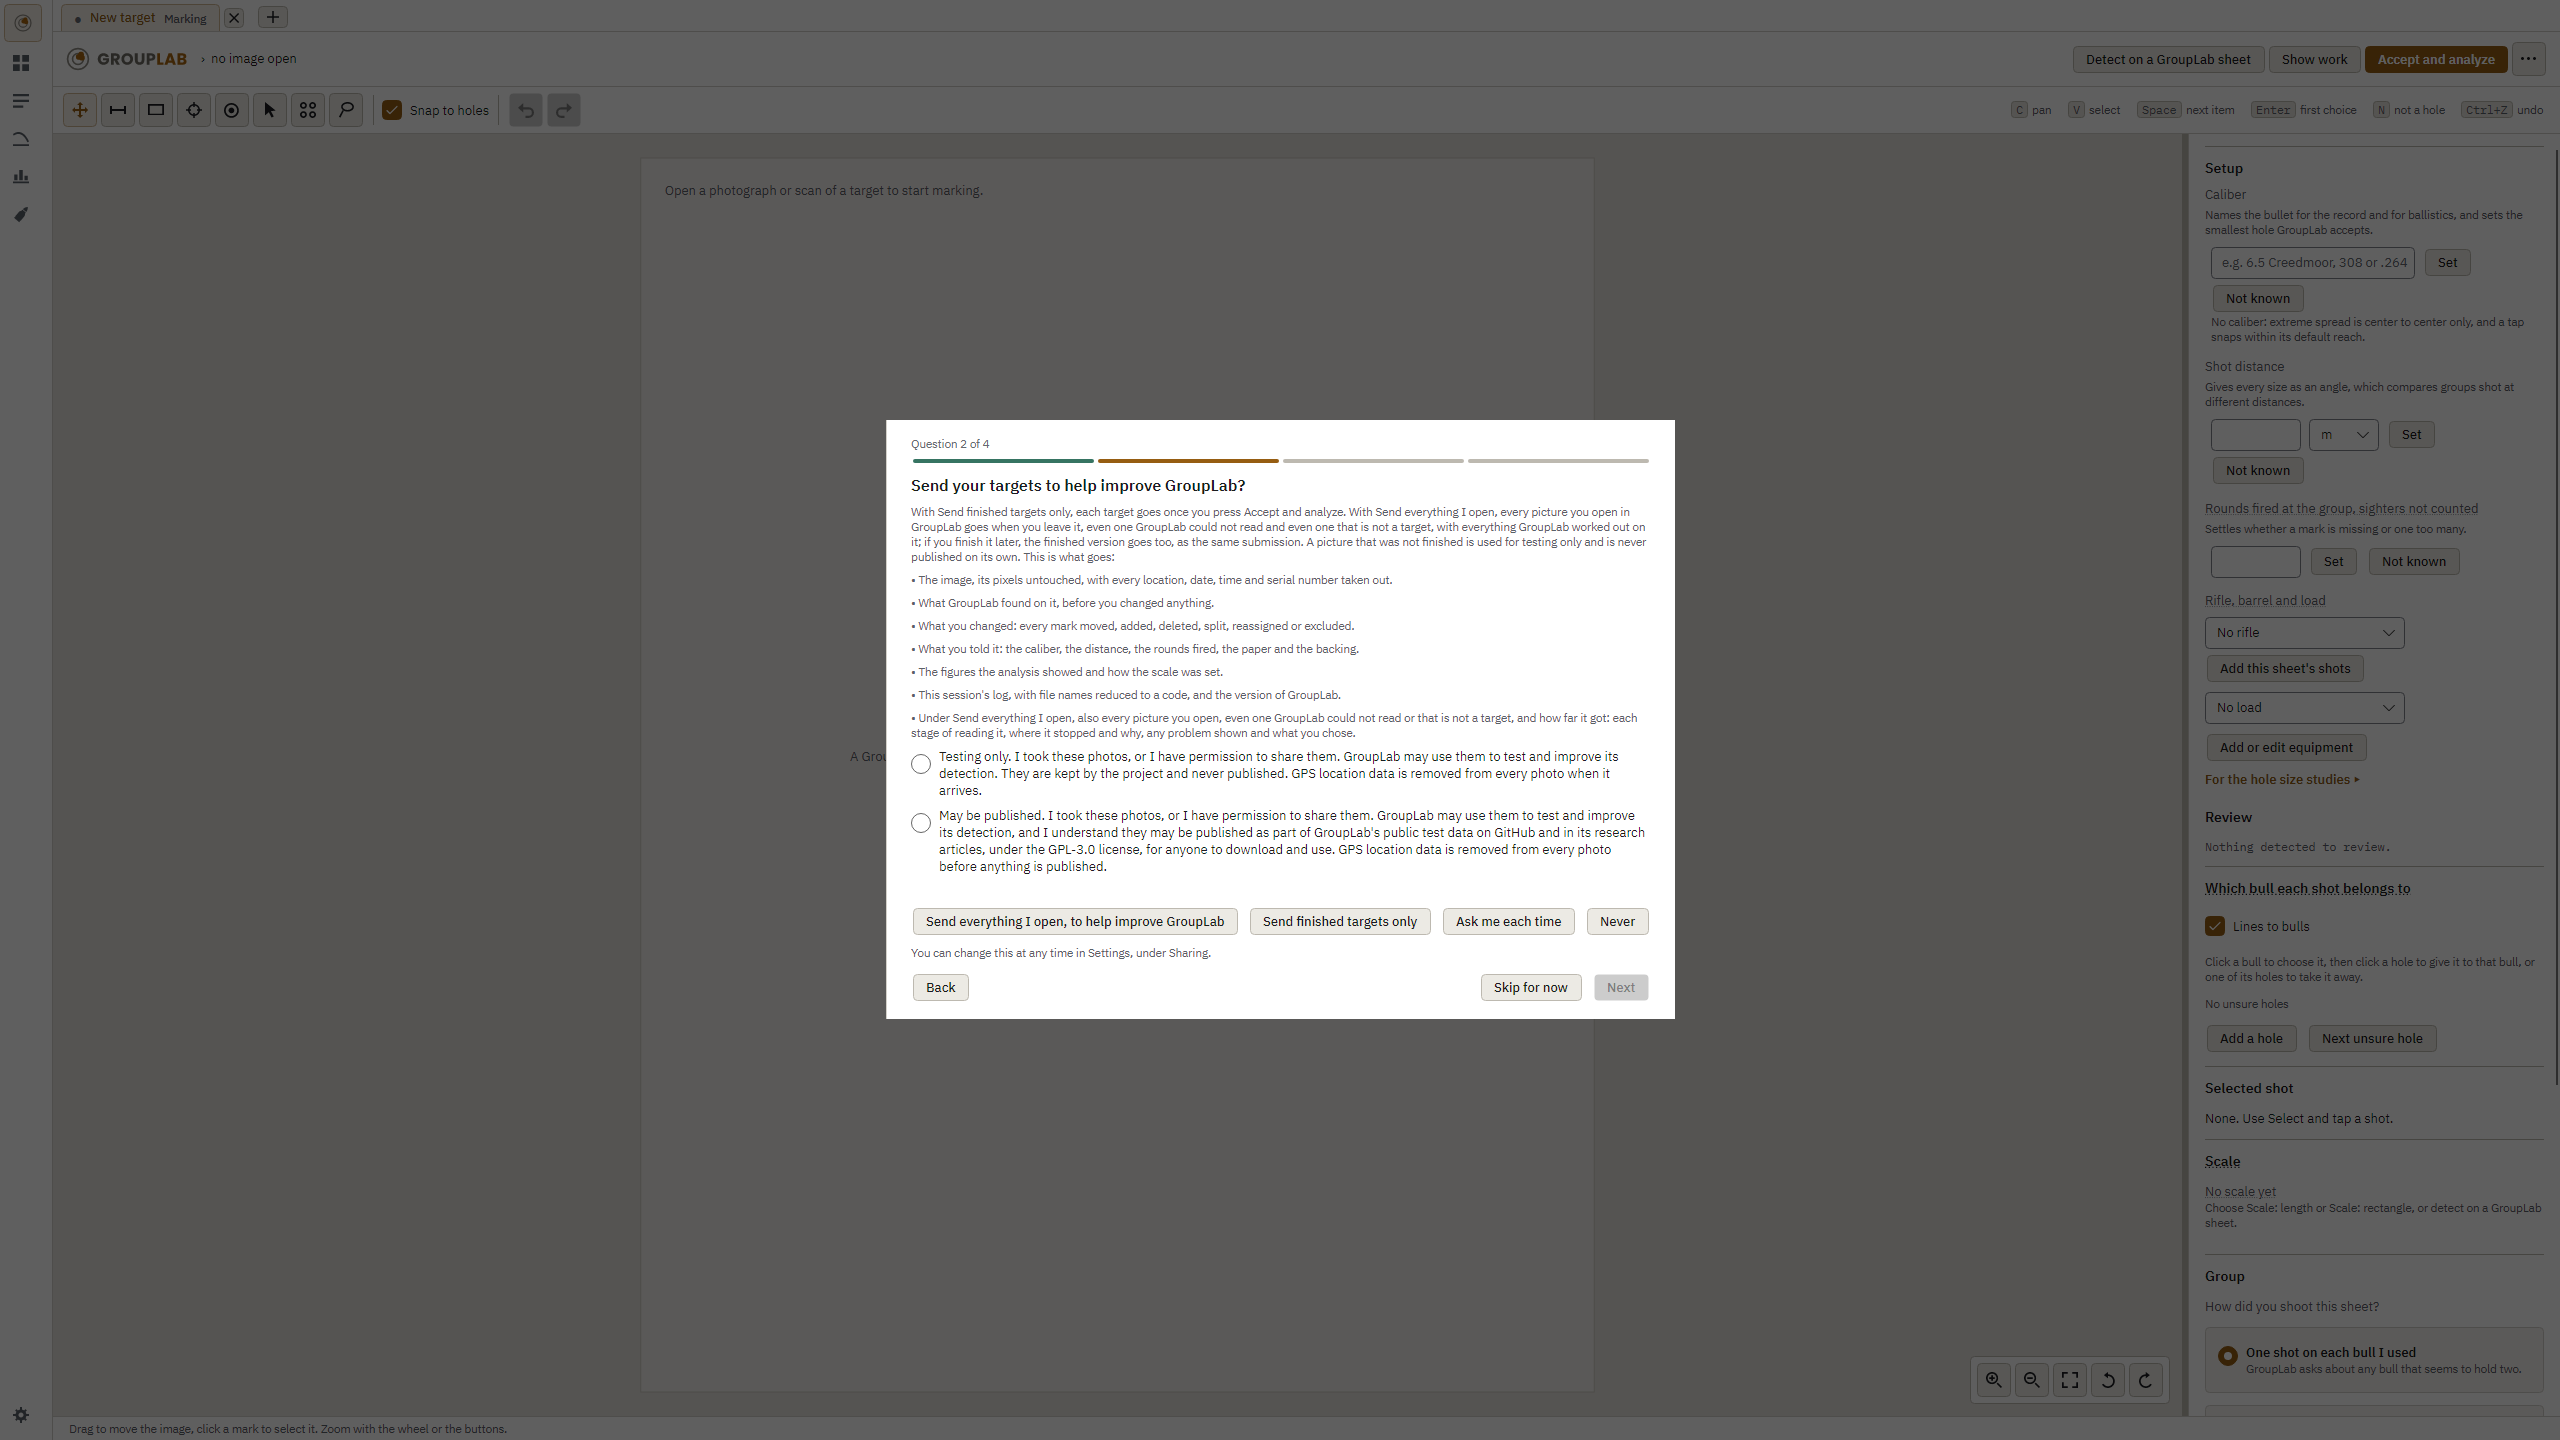 New target Marking
GROUPLAB › no image open
Detect on a GroupLab sheet
Show work
Accept and analyze
Snap to holes
C pan
V select
Space next item
Enter first choice
N not a hole
Ctrl+Z undo
Open a photograph or scan of a target to start marking.
A Grou
Question 2 of 4
Send your targets to help improve GroupLab?
With Send finished targets only, each target goes once you press Accept and analyze. With Send everything I open, every picture you open in
GroupLab goes when you leave it, even one GroupLab could not read and even one that is not a target, with everything GroupLab worked out on
it; if you finish it later, the finished version goes too, as the same submission. A picture that was not finished is used for testing only and is never
published on its own. This is what goes:
• The image, its pixels untouched, with every location, date, time and serial number taken out.
• What GroupLab found on it, before you changed anything.
• What you changed: every mark moved, added, deleted, split, reassigned or excluded.
• What you told it: the caliber, the distance, the rounds fired, the paper and the backing.
• The figures the analysis showed and how the scale was set.
• This session's log, with file names reduced to a code, and the version of GroupLab.
• Under Send everything I open, also every picture you open, even one GroupLab could not read or that is not a target, and how far it got: each
stage of reading it, where it stopped and why, any problem shown and what you chose.
Testing only. I took these photos, or I have permission to share them. GroupLab may use them to test and improve its
detection. They are kept by the project and never published. GPS location data is removed from every photo when it
arrives.
May be published. I took these photos, or I have permission to share them. GroupLab may use them to test and improve
its detection, and I understand they may be published as part of GroupLab's public test data on GitHub and in its research
articles, under the GPL-3.0 license, for anyone to download and use. GPS location data is removed from every photo
before anything is published.
Send everything I open, to help improve GroupLab
Send finished targets only
Ask me each time
Never
You can change this at any time in Settings, under Sharing.
Back
Skip for now
Next
Setup
Caliber
Names the bullet for the record and for ballistics, and sets the
smallest hole GroupLab accepts.
e.g. 6.5 Creedmoor, 308 or .264
Set
Not known
No caliber: extreme spread is center to center only, and a tap
snaps within its default reach.
Shot distance
Gives every size as an angle, which compares groups shot at
different distances.
m
Set
Not known
Rounds fired at the group, sighters not counted
Settles whether a mark is missing or one too many.
Set
Not known
Rifle, barrel and load
No rifle
Add this sheet's shots
No load
Add or edit equipment
For the hole size studies ▸
Review
Nothing detected to review.
Which bull each shot belongs to
Lines to bulls
Click a bull to choose it, then click a hole to give it to that bull, or
one of its holes to take it away.
No unsure holes
Add a hole
Next unsure hole
Selected shot
None. Use Select and tap a shot.
Scale
No scale yet
Choose Scale: length or Scale: rectangle, or detect on a GroupLab
sheet.
Group
How did you shoot this sheet?
One shot on each bull I used
GroupLab asks about any bull that seems to hold two.
Drag to move the image, click a mark to select it. Zoom with the wheel or the buttons.